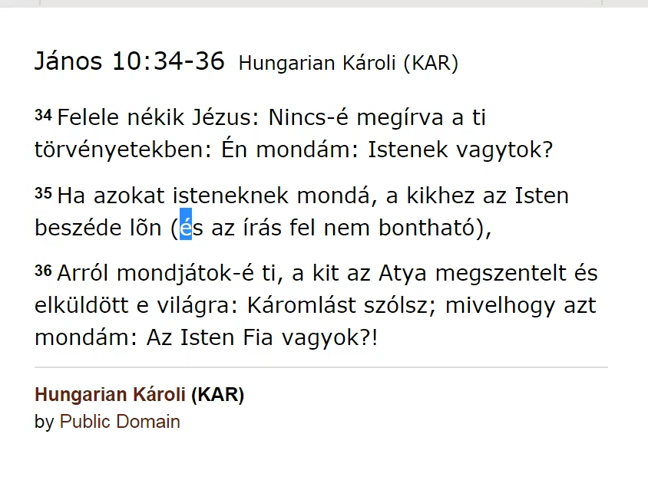 János 10:34-36 Hungarian Károli (KAR)
34 Felele nékik Jézus: Nincs-é megírva a ti
törvényetekben: Én mondám: Istenek vagytok?
35 Ha azokat isteneknek mondá, a kikhez az Isten
beszéde lõn (és az írás fel nem bontható),
36 Arról mondjátok-é ti, a kit az Atya megszentelt és
elküldött e világra: Káromlást szólsz; mivelhogy azt
mondám: Az Isten Fia vagyok?!
Hungarian Károli (KAR)
by Public Domain